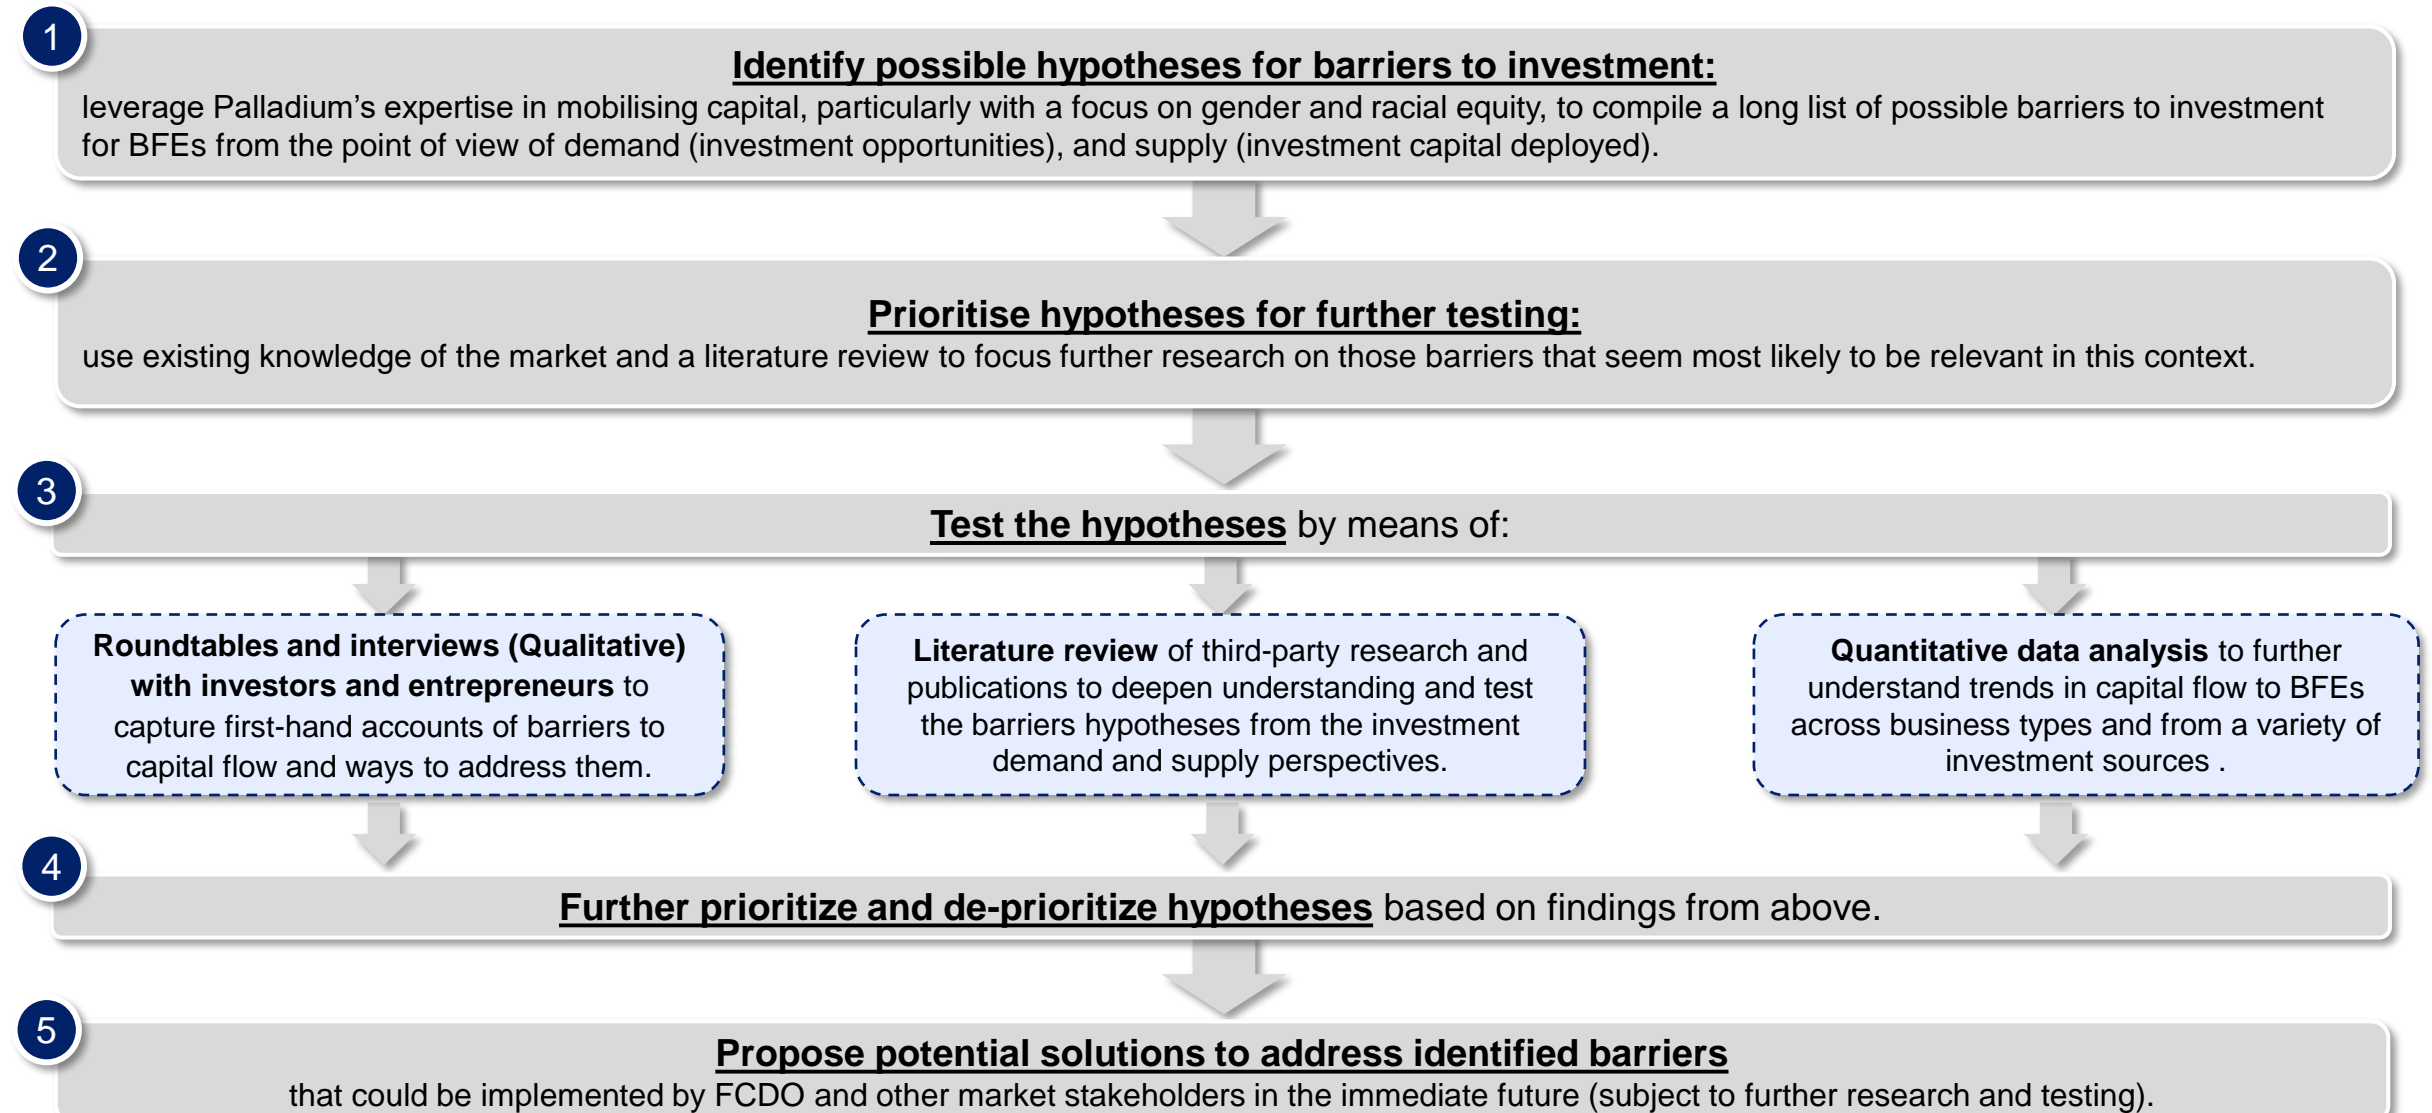 1
Identify possible hypotheses for barriers to investment:
leverage Palladium's expertise in mobilising capital, particularly with a focus on gender and racial equity, to compile a long list of possible barriers to investment
for BFEs from the point of view of demand (investment opportunities), and supply (investment capital deployed).
2
Prioritise hypotheses for further testing:
use existing knowledge of the market and a literature review to focus further research on those barriers that seem most likely to be relevant in this context.
3
Test the hypotheses by means of:
Roundtables and interviews (Qualitative)
with investors and entrepreneurs to
capture first-hand accounts of barriers to
capital flow and ways to address them.
Literature review of third-party research and
publications to deepen understanding and test
the barriers hypotheses from the investment
demand and supply perspectives.
Quantitative data analysis to further
understand trends in capital flow to BFEs
across business types and from a variety of
investment sources .
4
Further prioritize and de-prioritize hypotheses based on findings from above.
5
Propose potential solutions to address identified barriers
that could be implemented by FCDO and other market stakeholders in the immediate future (subject to further research and testing).